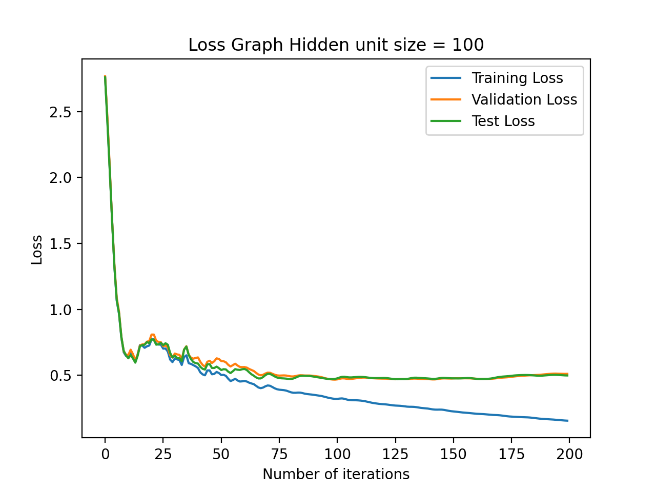 Loss Graph Hidden unit size = 100
Training Loss
Validation Loss
Test Loss
2.5
2.0
1.5
1.0
0.5
Loss
0 25 50 75 100 125 150 175 200
Number of iterations